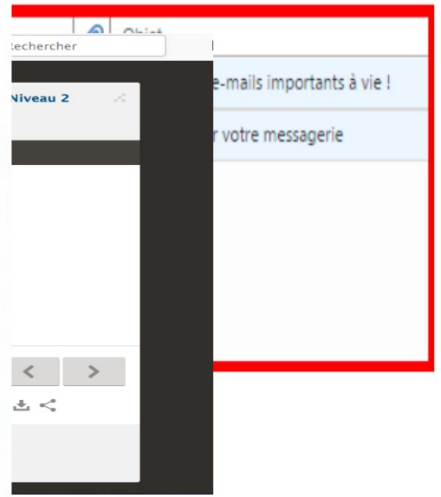 Objet
Rechercher
e-mails importants à vie !
Niveau 2
r votre messagerie